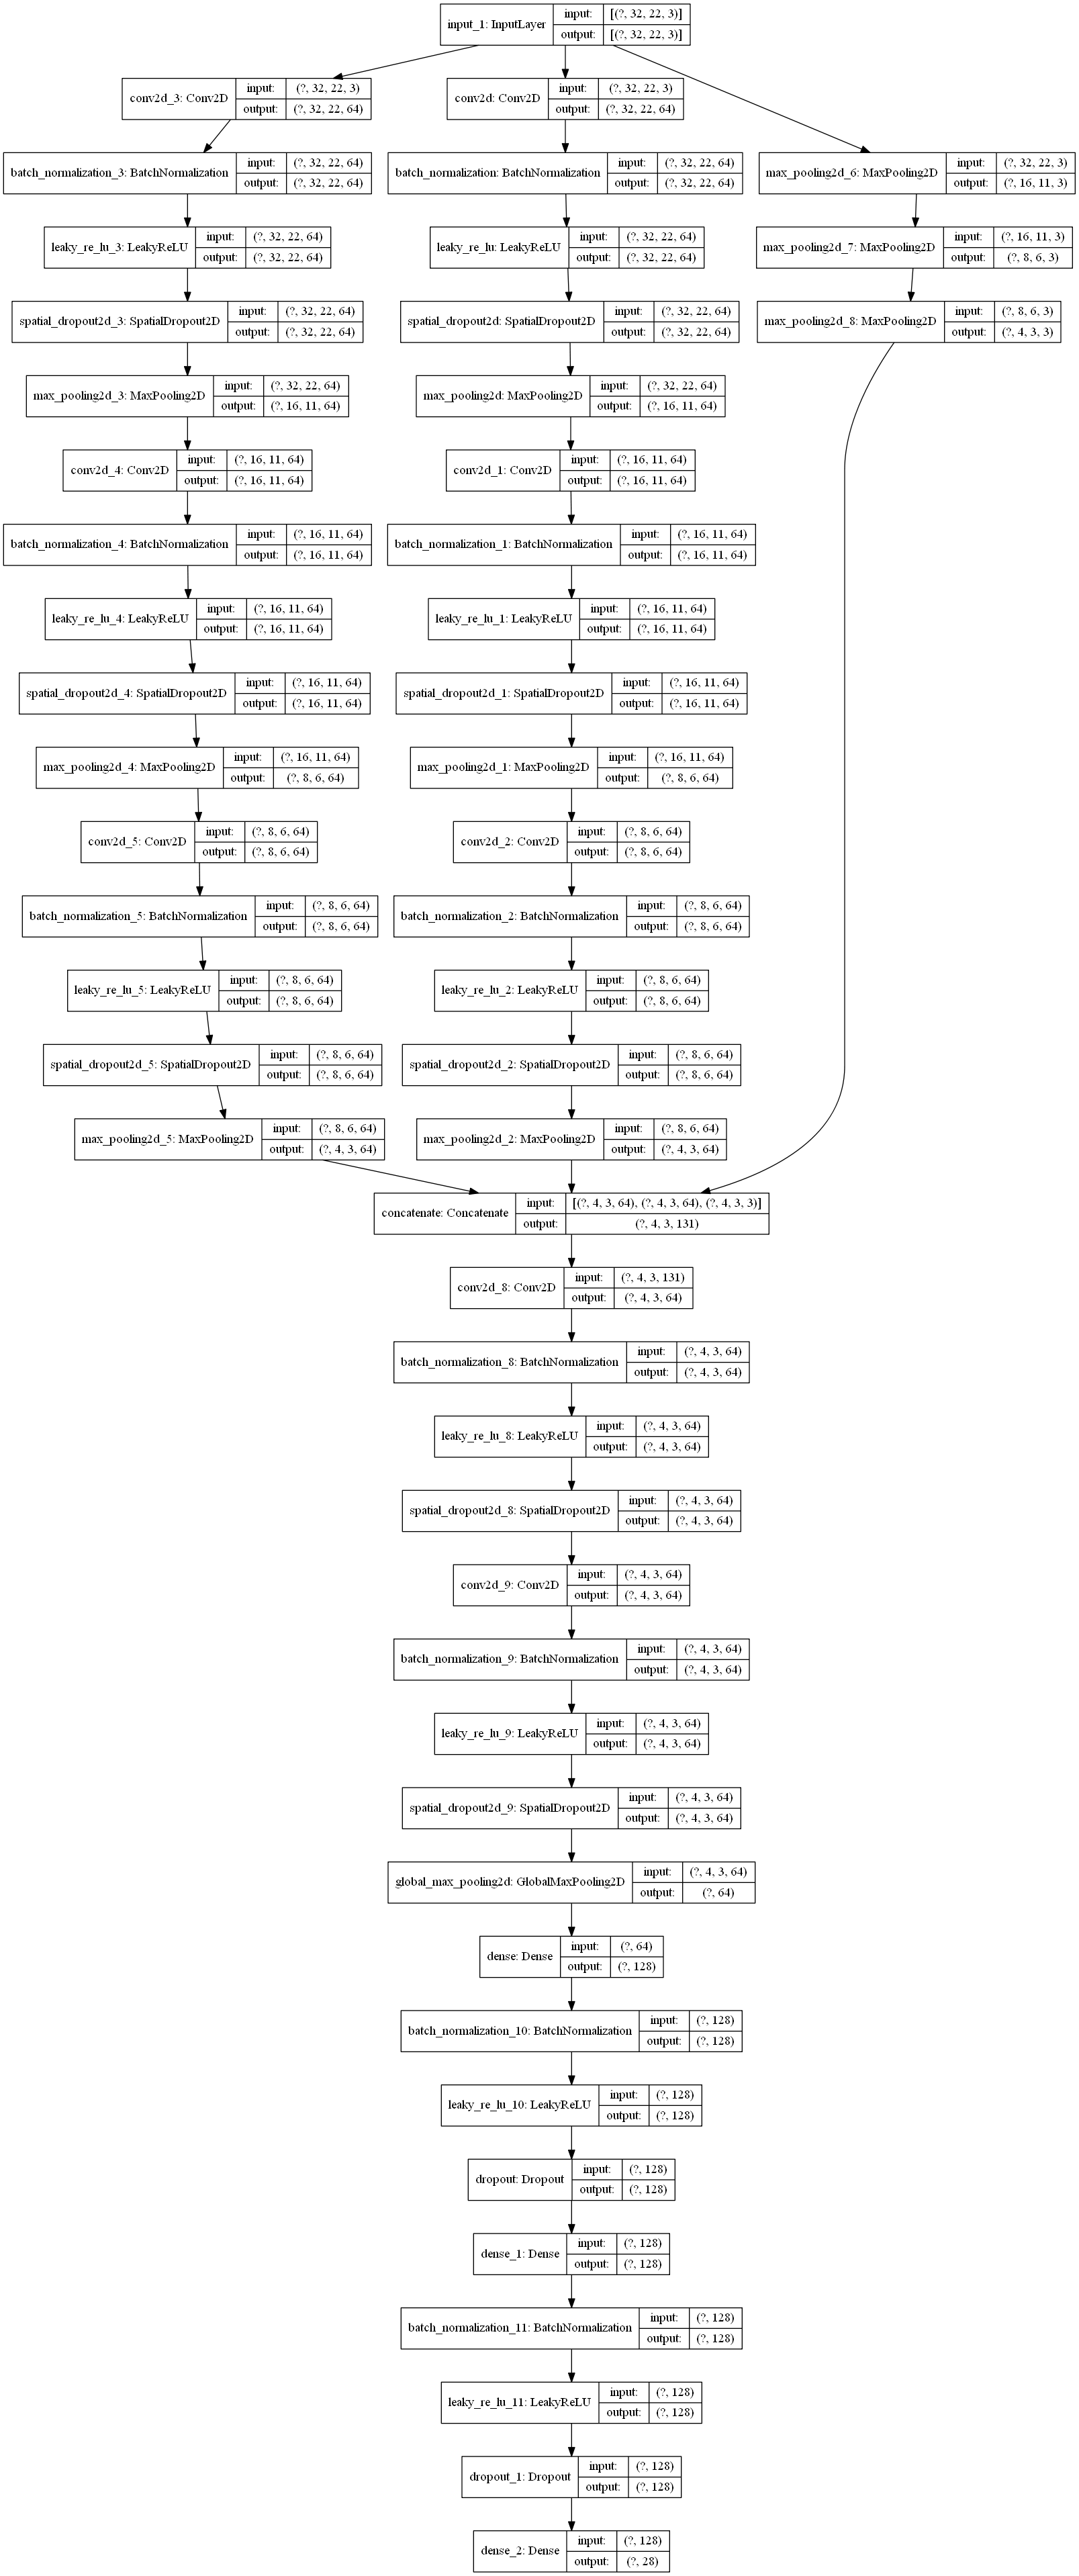 input_1: InputLayer
input: [(?, 32, 22, 3)]
output: [(?, 32, 22, 3)]
conv2d_3: Conv2D
input: (?, 32, 22, 3)
output: (?, 32, 22, 64)
conv2d: Conv2D
input: (?, 32, 22, 3)
output: (?, 32, 22, 64)
batch_normalization_3: BatchNormalization
input: (?, 32, 22, 64)
output: (?, 32, 22, 64)
batch_normalization: BatchNormalization
input: (?, 32, 22, 64)
output: (?, 32, 22, 64)
max_pooling2d_6: MaxPooling2D
input: (?, 32, 22, 3)
output: (?, 16, 11, 3)
leaky_re_lu_3: LeakyReLU
input: (?, 32, 22, 64)
output: (?, 32, 22, 64)
leaky_re_lu: LeakyReLU
input: (?, 32, 22, 64)
output: (?, 32, 22, 64)
max_pooling2d_7: MaxPooling2D
input: (?, 16, 11, 3)
output: (?, 8, 6, 3)
spatial_dropout2d_3: SpatialDropout2D
input: (?, 32, 22, 64)
output: (?, 32, 22, 64)
spatial_dropout2d: SpatialDropout2D
input: (?, 32, 22, 64)
output: (?, 32, 22, 64)
max_pooling2d_8: MaxPooling2D
input: (?, 8, 6, 3)
output: (?, 4, 3, 3)
max_pooling2d_3: MaxPooling2D
input: (?, 32, 22, 64)
output: (?, 16, 11, 64)
max_pooling2d: MaxPooling2D
input: (?, 32, 22, 64)
output: (?, 16, 11, 64)
conv2d_4: Conv2D
input: (?, 16, 11, 64)
output: (?, 16, 11, 64)
conv2d_1: Conv2D
input: (?, 16, 11, 64)
output: (?, 16, 11, 64)
batch_normalization_4: BatchNormalization
input: (?, 16, 11, 64)
output: (?, 16, 11, 64)
batch_normalization_1: BatchNormalization
input: (?, 16, 11, 64)
output: (?, 16, 11, 64)
leaky_re_lu_4: LeakyReLU
input: (?, 16, 11, 64)
output: (?, 16, 11, 64)
leaky_re_lu_1: LeakyReLU
input: (?, 16, 11, 64)
output: (?, 16, 11, 64)
spatial_dropout2d_4: SpatialDropout2D
input: (?, 16, 11, 64)
output: (?, 16, 11, 64)
spatial_dropout2d_1: SpatialDropout2D
input: (?, 16, 11, 64)
output: (?, 16, 11, 64)
max_pooling2d_4: MaxPooling2D
input: (?, 16, 11, 64)
output: (?, 8, 6, 64)
max_pooling2d_1: MaxPooling2D
input: (?, 16, 11, 64)
output: (?, 8, 6, 64)
conv2d_5: Conv2D
input: (?, 8, 6, 64)
output: (?, 8, 6, 64)
conv2d_2: Conv2D
input: (?, 8, 6, 64)
output: (?, 8, 6, 64)
batch_normalization_5: BatchNormalization
input: (?, 8, 6, 64)
output: (?, 8, 6, 64)
batch_normalization_2: BatchNormalization
input: (?, 8, 6, 64)
output: (?, 8, 6, 64)
leaky_re_lu_5: LeakyReLU
input: (?, 8, 6, 64)
output: (?, 8, 6, 64)
leaky_re_lu_2: LeakyReLU
input: (?, 8, 6, 64)
output: (?, 8, 6, 64)
spatial_dropout2d_5: SpatialDropout2D
input: (?, 8, 6, 64)
output: (?, 8, 6, 64)
spatial_dropout2d_2: SpatialDropout2D
input: (?, 8, 6, 64)
output: (?, 8, 6, 64)
max_pooling2d_5: MaxPooling2D
input: (?, 8, 6, 64)
output: (?, 4, 3, 64)
max_pooling2d_2: MaxPooling2D
input: (?, 8, 6, 64)
output: (?, 4, 3, 64)
concatenate: Concatenate
input: [(?, 4, 3, 64), (?, 4, 3, 64), (?, 4, 3, 3)]
output: (?, 4, 3, 131)
conv2d_8: Conv2D
input: (?, 4, 3, 131)
output: (?, 4, 3, 64)
batch_normalization_8: BatchNormalization
input: (?, 4, 3, 64)
output: (?, 4, 3, 64)
leaky_re_lu_8: LeakyReLU
input: (?, 4, 3, 64)
output: (?, 4, 3, 64)
spatial_dropout2d_8: SpatialDropout2D
input: (?, 4, 3, 64)
output: (?, 4, 3, 64)
conv2d_9: Conv2D
input: (?, 4, 3, 64)
output: (?, 4, 3, 64)
batch_normalization_9: BatchNormalization
input: (?, 4, 3, 64)
output: (?, 4, 3, 64)
leaky_re_lu_9: LeakyReLU
input: (?, 4, 3, 64)
output: (?, 4, 3, 64)
spatial_dropout2d_9: SpatialDropout2D
input: (?, 4, 3, 64)
output: (?, 4, 3, 64)
global_max_pooling2d: GlobalMaxPooling2D
input: (?, 4, 3, 64)
output: (?, 64)
dense: Dense
input: (?, 64)
output: (?, 128)
batch_normalization_10: BatchNormalization
input: (?, 128)
output: (?, 128)
leaky_re_lu_10: LeakyReLU
input: (?, 128)
output: (?, 128)
dropout: Dropout
input: (?, 128)
output: (?, 128)
dense_1: Dense
input: (?, 128)
output: (?, 128)
batch_normalization_11: BatchNormalization
input: (?, 128)
output: (?, 128)
leaky_re_lu_11: LeakyReLU
input: (?, 128)
output: (?, 128)
dropout_1: Dropout
input: (?, 128)
output: (?, 128)
dense_2: Dense
input: (?, 128)
output: (?, 28)